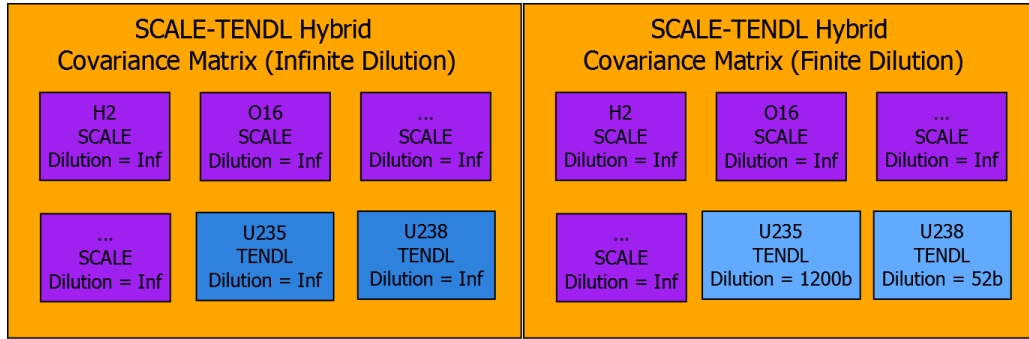 SCALE-TENDL Hybrid
Covariance Matrix (Infinite Dilution)
H2
SCALE
Dilution = Inf
O16
SCALE
Dilution = Inf
...
SCALE
Dilution = Inf
...
SCALE
Dilution = Inf
U235
TENDL
Dilution = Inf
U238
TENDL
Dilution = Inf
SCALE-TENDL Hybrid
Covariance Matrix (Finite Dilution)
H2
SCALE
Dilution = Inf
O16
SCALE
Dilution = Inf
...
SCALE
Dilution = Inf
...
SCALE
Dilution = Inf
U235
TENDL
Dilution = 1200b
U238
TENDL
Dilution = 52b